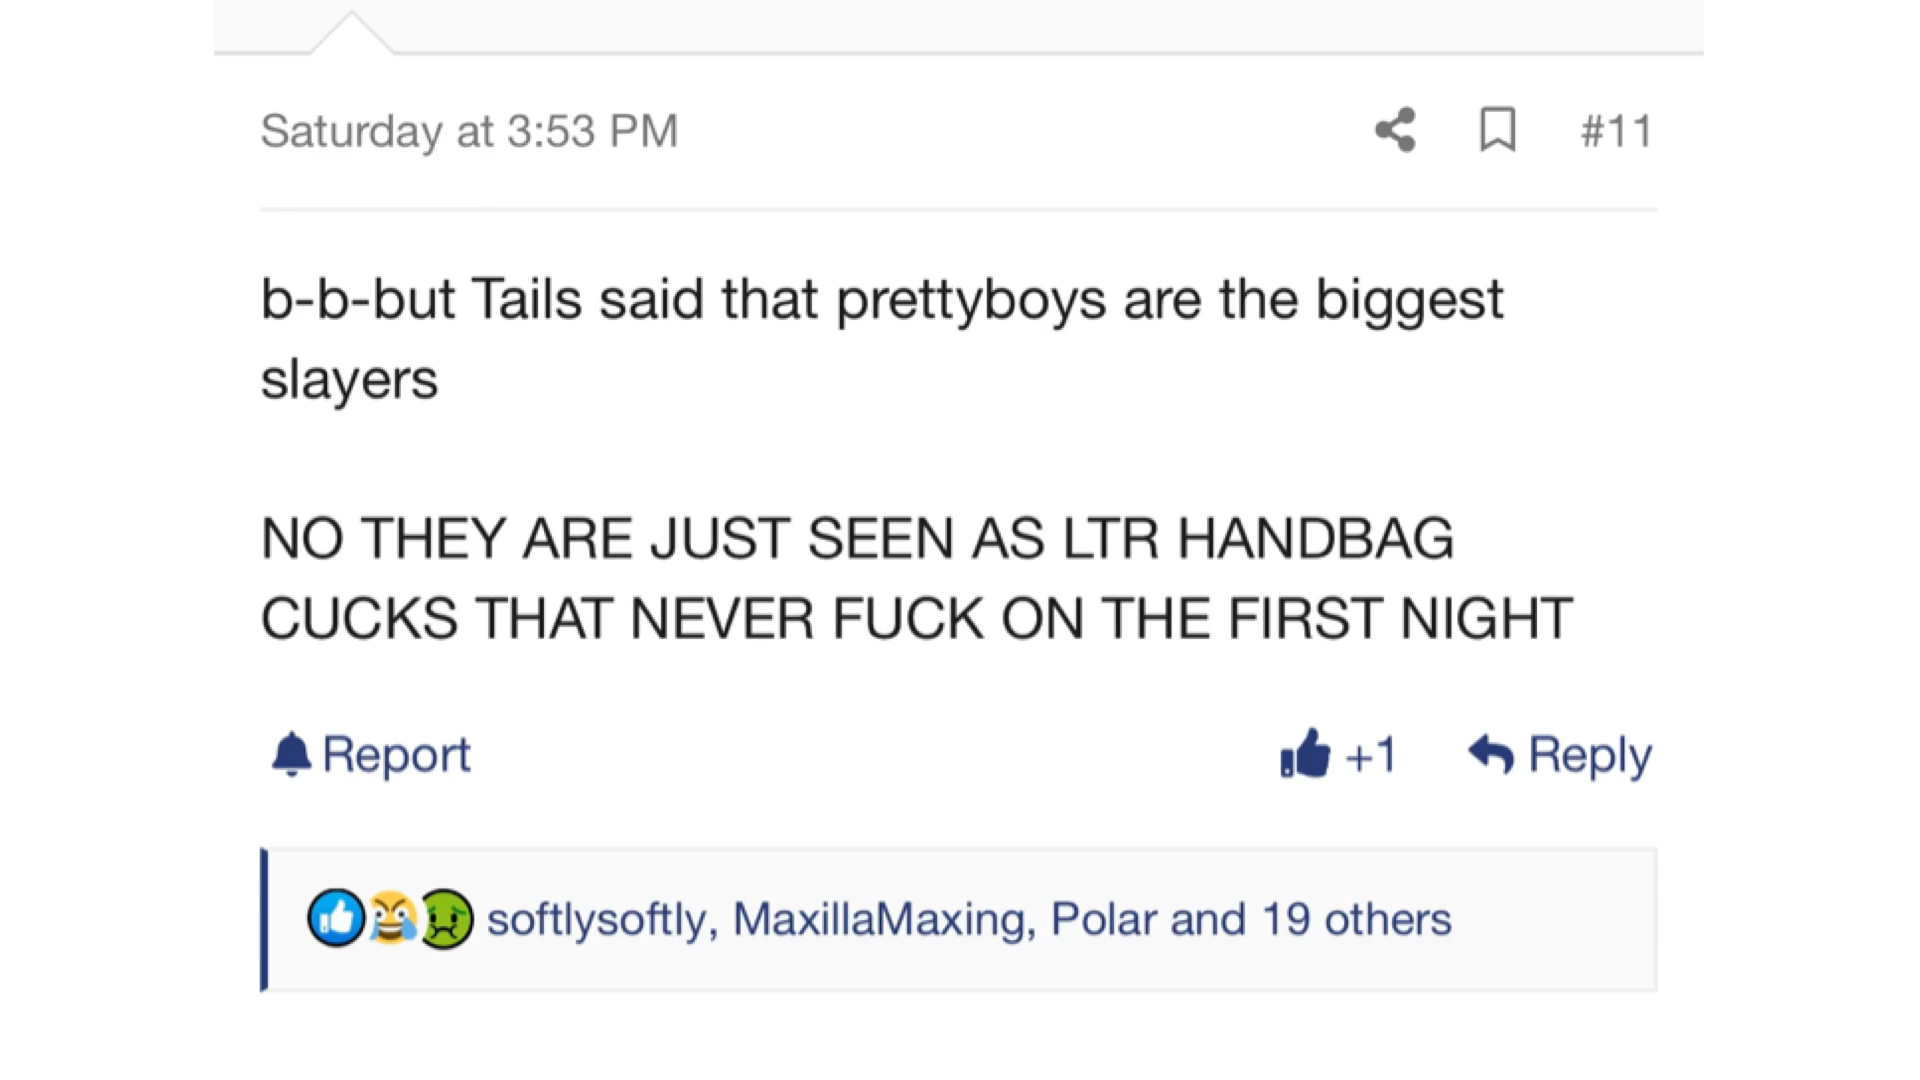 Saturday at 3:53 PM
#11
b-b-but Tails said that prettyboys are the biggest
slayers
NO THEY ARE JUST SEEN AS LTR HANDBAG
CUCKS THAT NEVER FUCK ON THE FIRST NIGHT
Report
+1
Reply
softlysoftly, MaxillaMaxing, Polar and 19 others